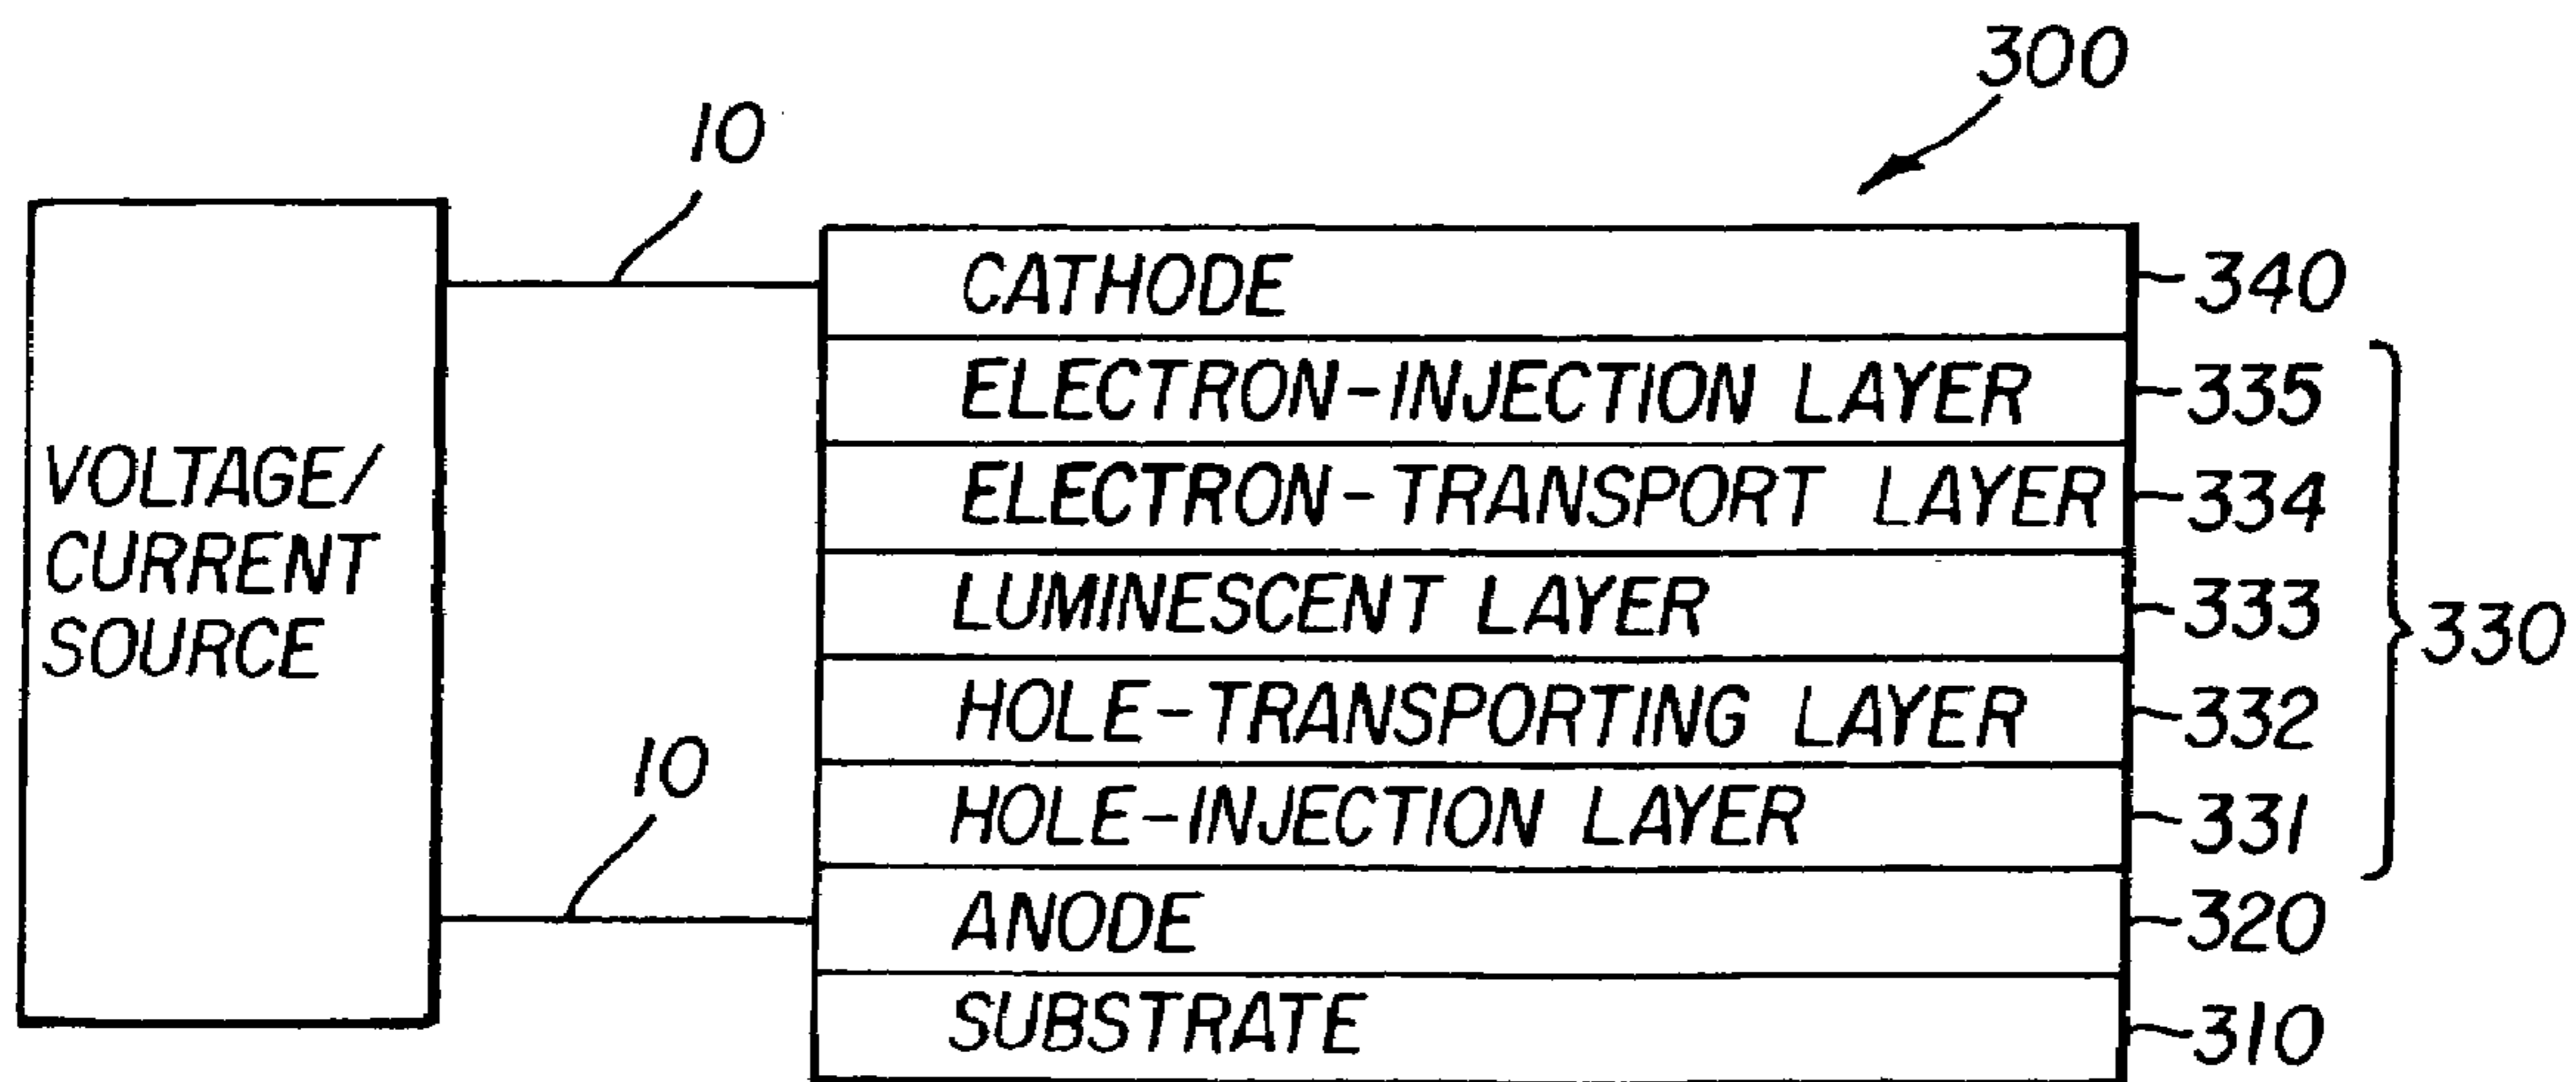 300
10
CATHODE 340
ELECTRON-INJECTION LAYER 335
ELECTRON-TRANSPORT LAYER 334
VOLTAGE/
CURRENT
SOURCE
LUMINESCENT LAYER 333
330
HOLE-TRANSPORTING LAYER 332
10
HOLE-INJECTION LAYER 331
ANODE 320
SUBSTRATE 310